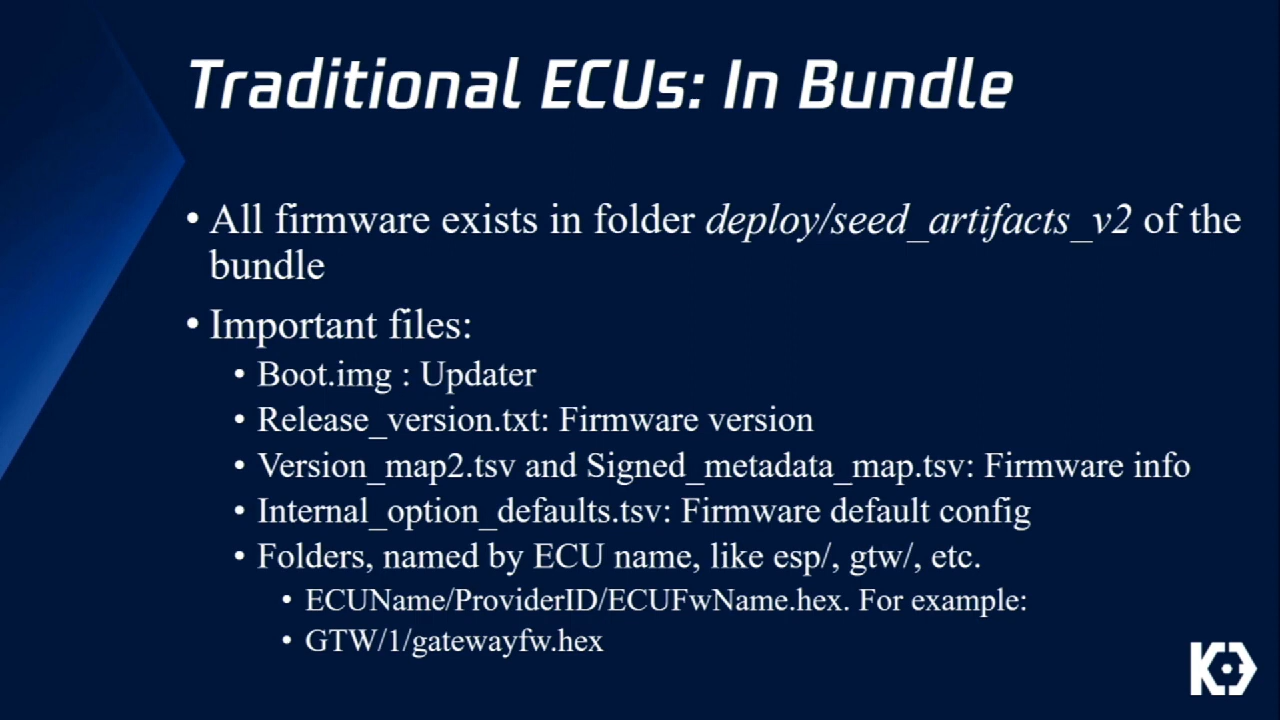 Traditional ECUs: In Bundle
• All firmware exists in folder deploy/seed_artifacts_v2 of the
bundle
• Important files:
• Boot.img : Updater
• Release_version.txt: Firmware version
• Version_map2.tsv and Signed_metadata_map.tsv: Firmware info
• Internal_option_defaults.tsv: Firmware default config
• Folders, named by ECU name, like esp/, gtw/, etc.
• ECUName/ProviderID/ECUFwName.hex. For example:
• GTW/1/gatewayfw.hex